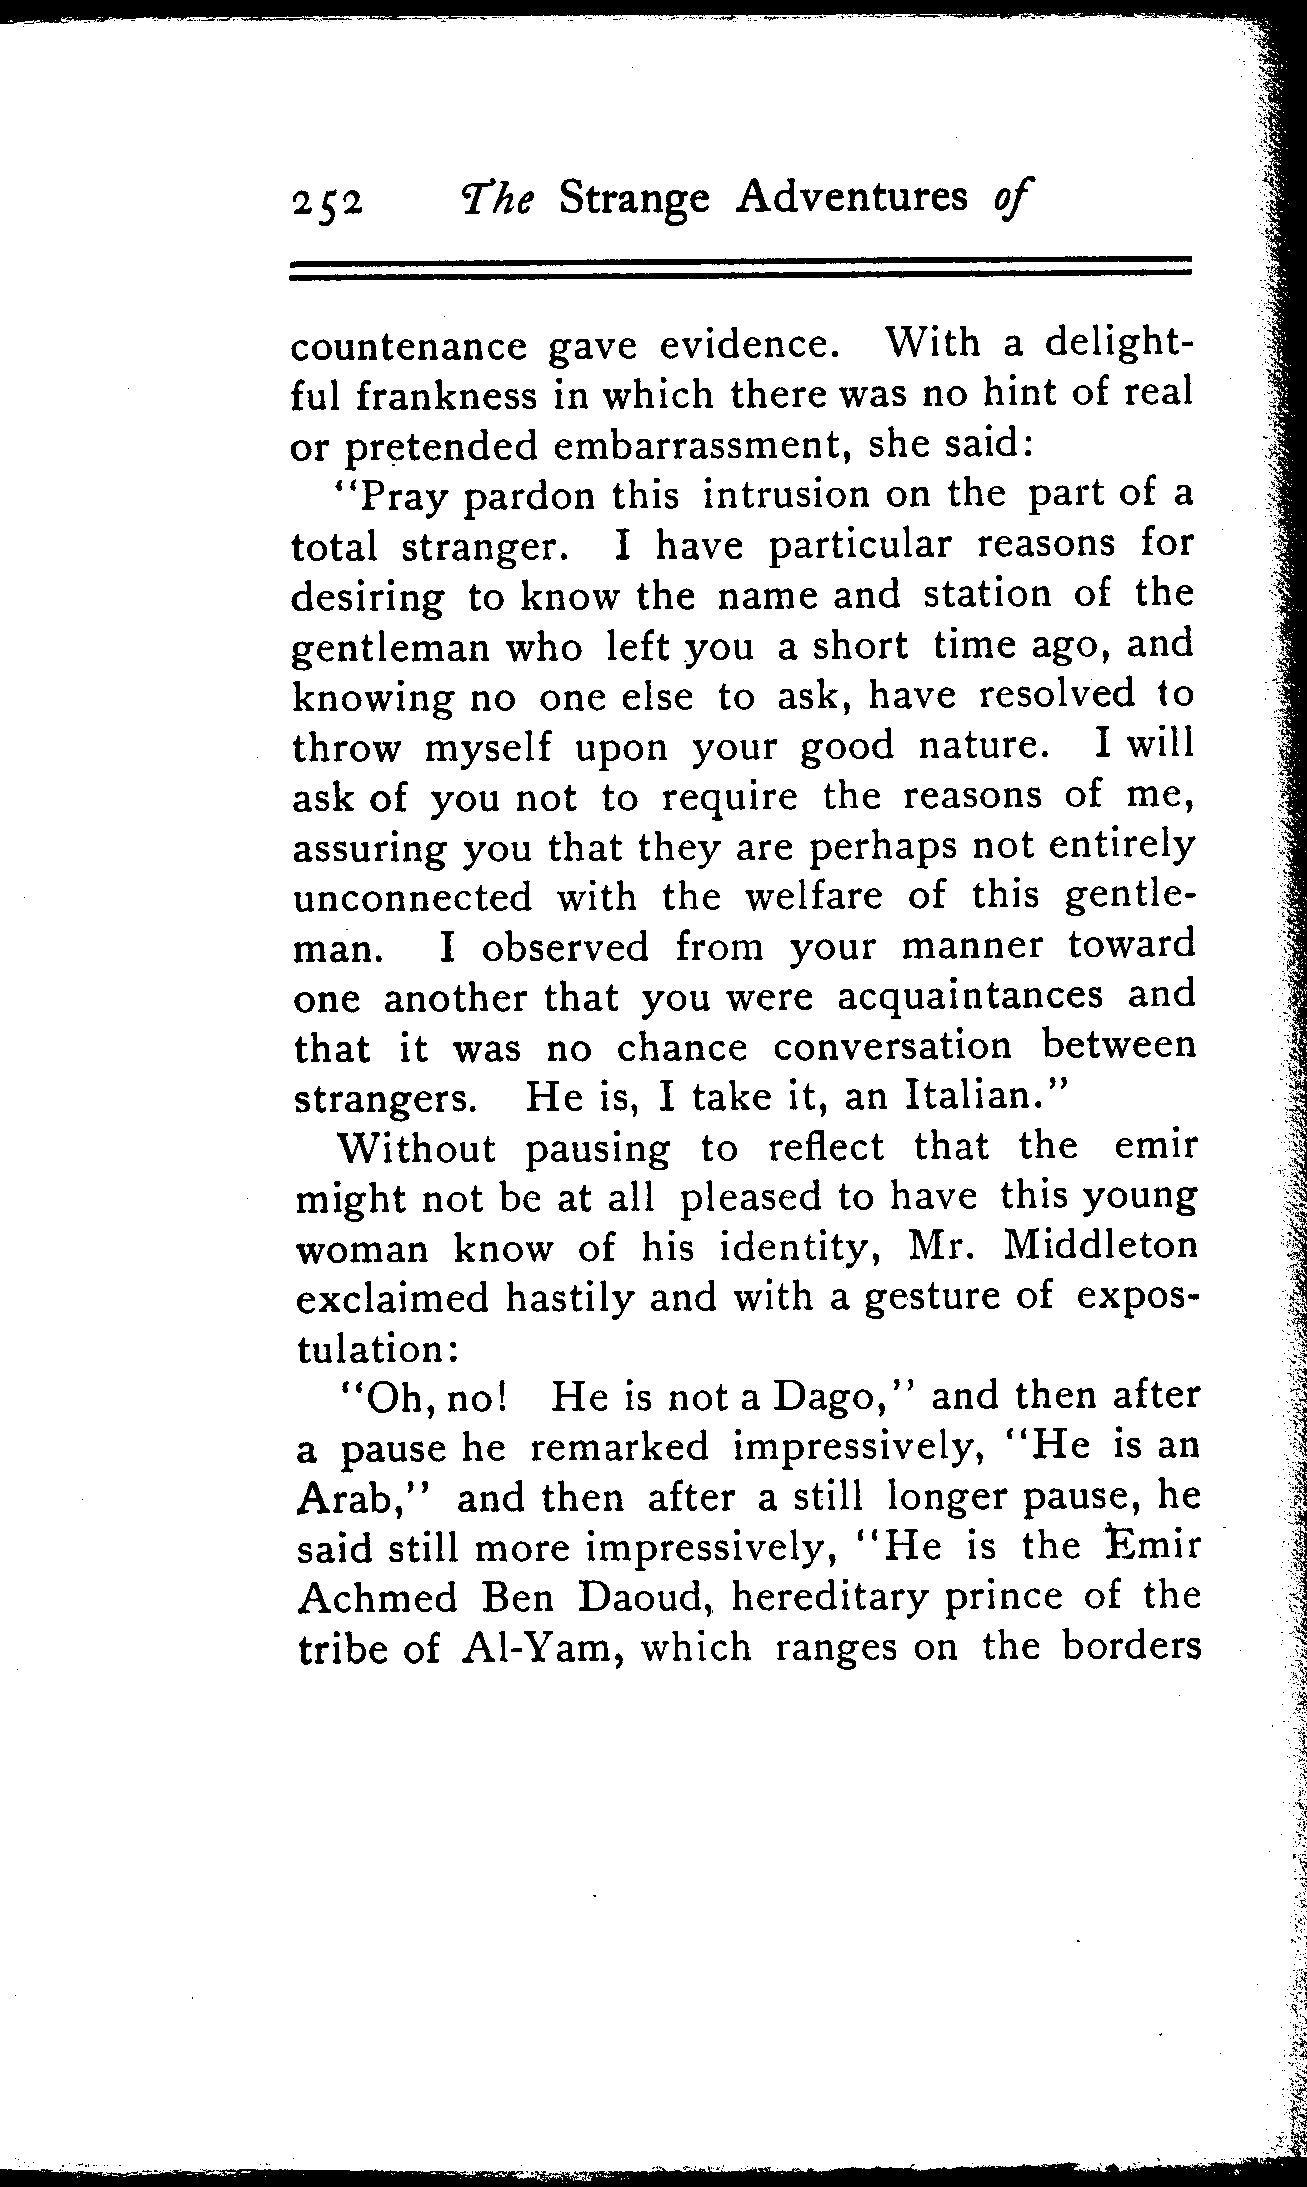 252 The Strange Adventures of
countenance gave evidence. With a delight-
ful frankness in which there was no hint of real
or pretended embarrassment, she said:
"Pray pardon this intrusion on the part of a
total stranger. I have particular reasons for
desiring to know the name and station of the
gentleman who left you a short time ago, and
knowing no one else to ask, have resolved to
throw myself upon your good nature. I will
ask of you not to require the reasons of me,
assuring you that they are perhaps not entirely
unconnected with the welfare of this gentle-
man. I observed from your manner toward
one another that you were acquaintances and
that it was no chance conversation between
strangers. He is, I take it, an Italian."
Without pausing to reflect that the emir
might not be at all pleased to have this young
woman know of his identity, Mr. Middleton
exclaimed hastily and with a gesture of expos-
tulation:
"Oh, no! He is not a Dago," and then after
a pause he remarked impressively, "He is an
Arab," and then after a still longer pause, he
said still more impressively, "He is the Emir
Achmed Ben Daoud, hereditary prince of the
tribe of Al-Yam, which ranges on the borders